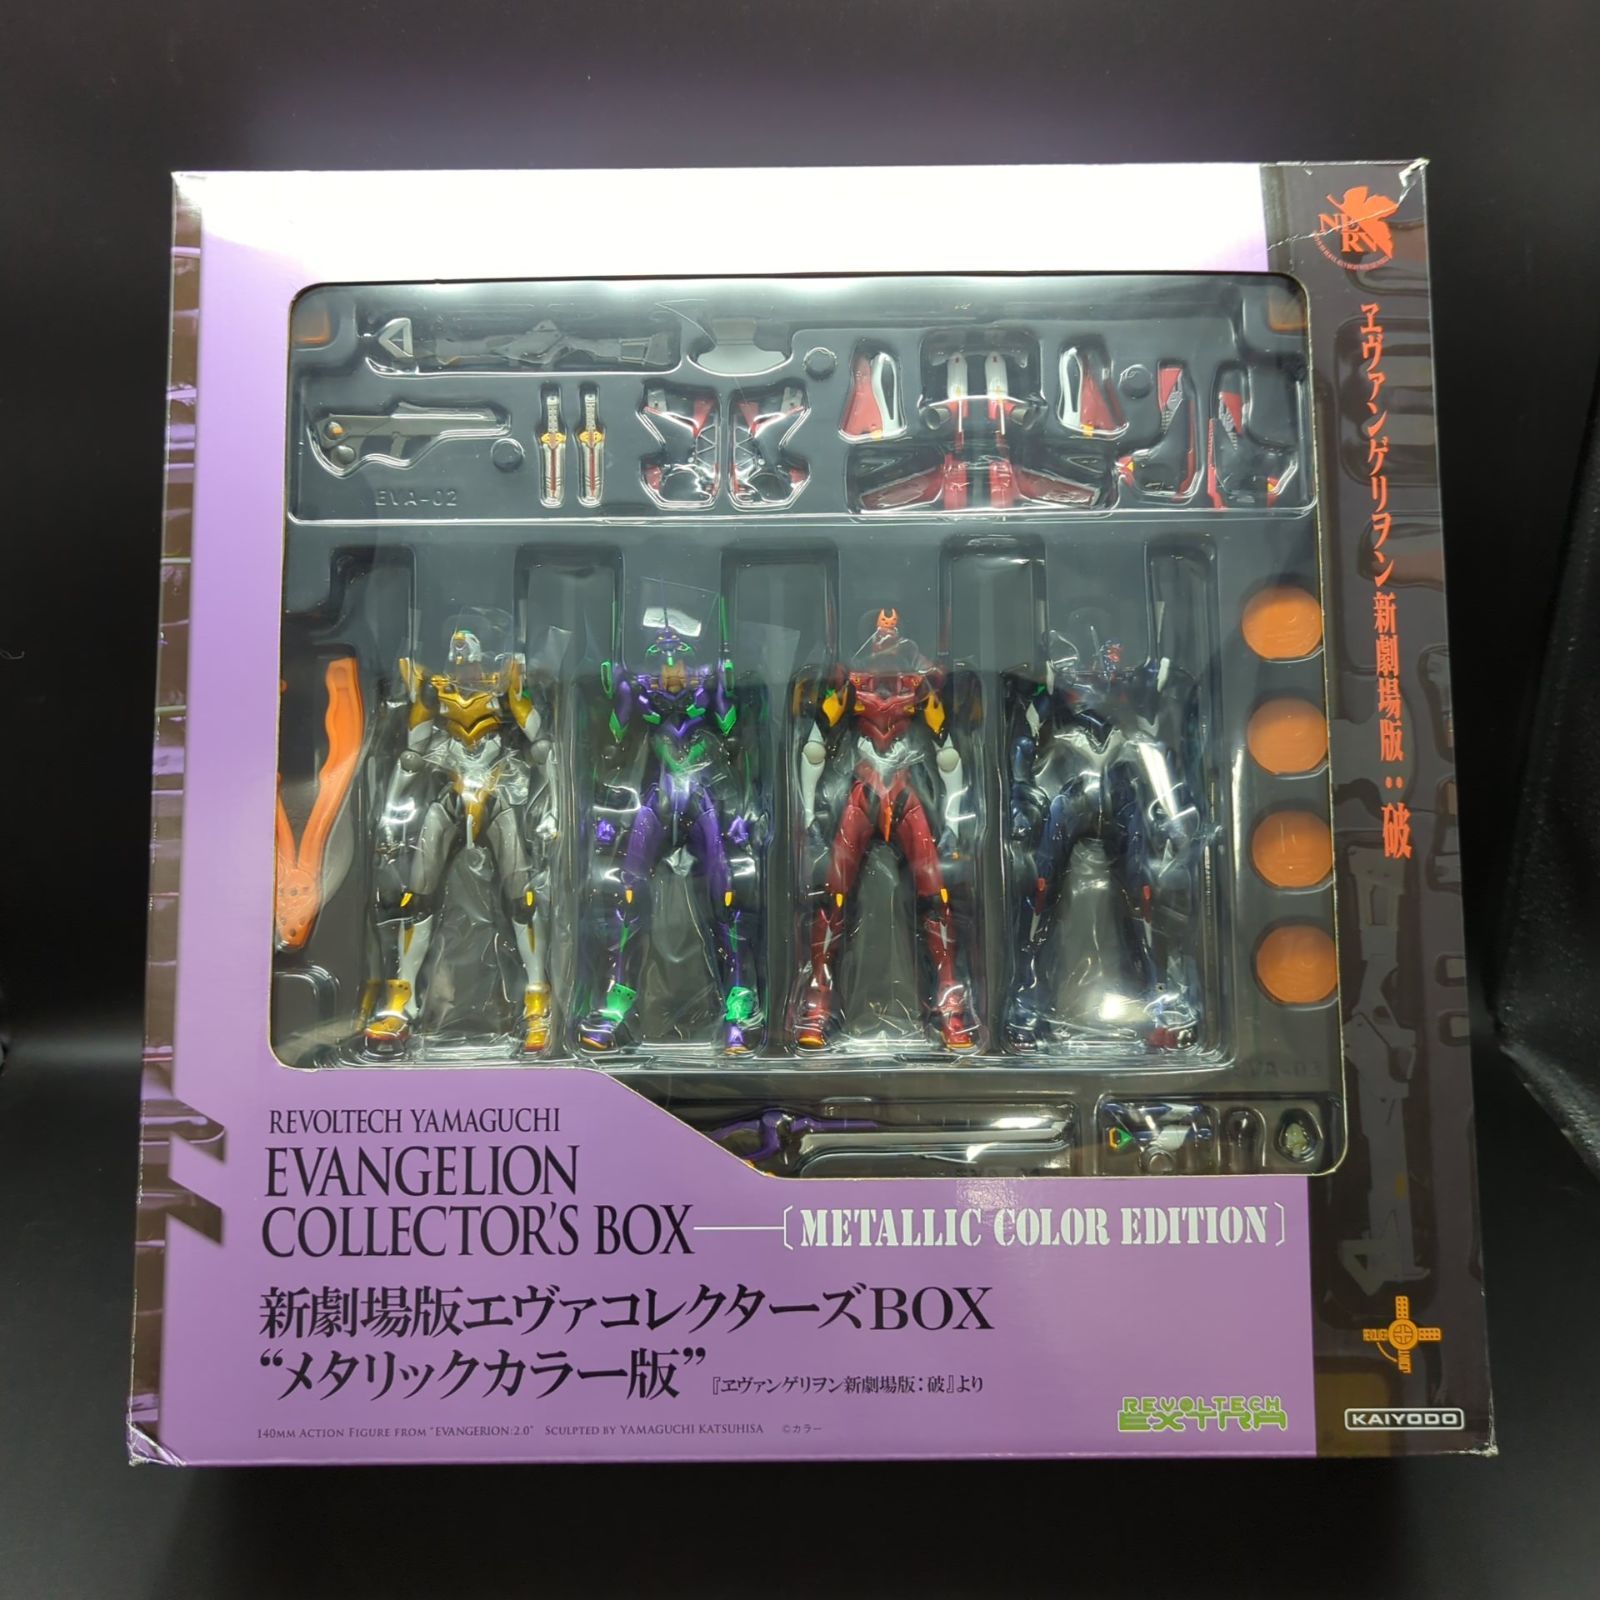 NERV
ヱヴァンゲリヲン新劇場版:破
EVA-02
REVOLTECH YAMAGUCHI
EVANGELION
COLLECTOR'S BOX [METALLIC COLOR EDITION]
新劇場版エヴァコレクターズBOX
“メタリックカラー版” 『ヱヴァンゲリヲン新劇場版:破』より
140MM ACTION FIGURE FROM "EVANGERION:2.0" SCULPTED BY YAMAGUCHI KATSUHISA ©カラー
REVOLTECH
EXTRA
KAIYODO